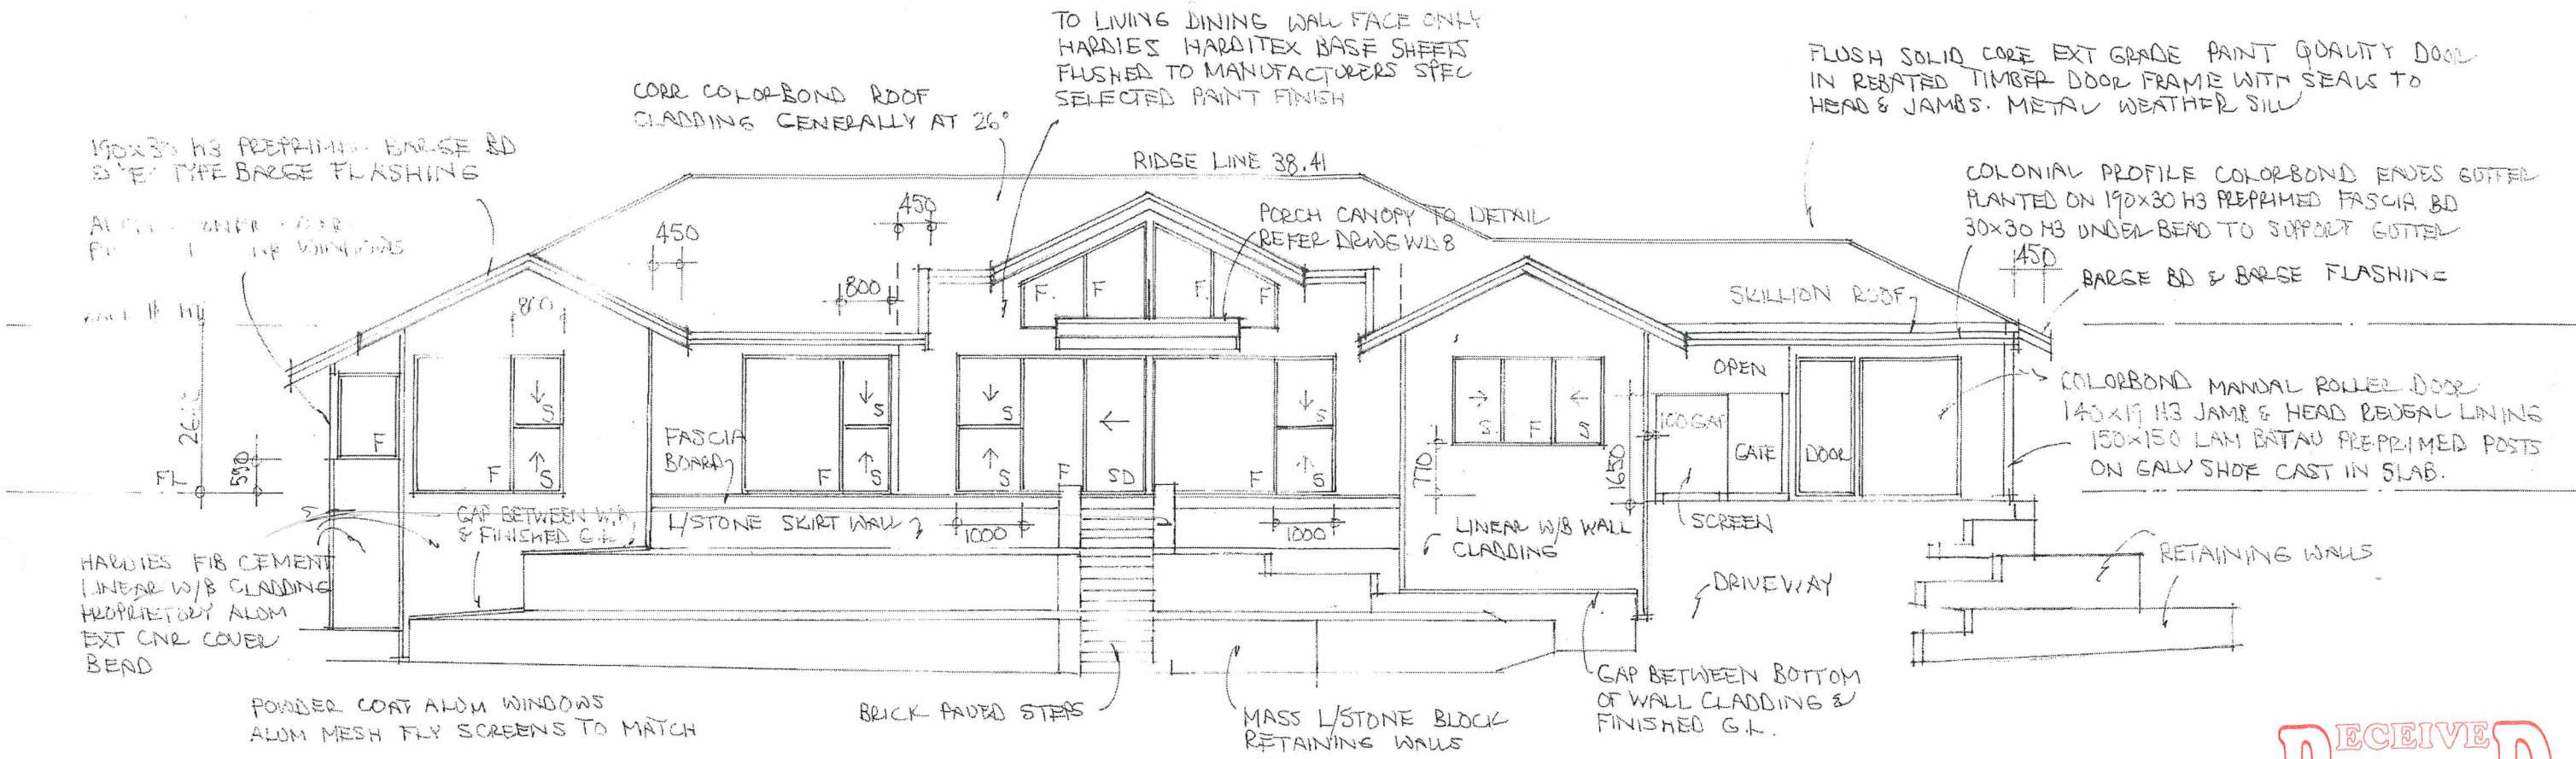 TO LIVING DINING WALL FACE ONLY
HARDIES HARDITEX BASE SHEETS
FLUSHED TO MANUFACTURERS SPEC
SELECTED PAINT FINISH
FLUSH SOLID CORE EXT GRADE PAINT QUALITY DOOR
IN REBATED TIMBER DOOR FRAME WITH SEALS TO
HEAD & JAMBS. METAL WEATHER SILL
CORR COLORBOND ROOF
CLADDING GENERALLY AT 26°
190x30 H3 BARGE BD
& "E" TYPE BARGE FLASHING
RIDGE LINE 38.41
COLONIAL PROFILE COLORBOND EAVES GUTTER
PLANTED ON 190x30 H3 PREPRIMED FASCIA BD
30x30 H3 UNDER BEAD TO SUPPORT GUTTER
WINDOWS
450
450
PORCH CANOPY TO DETAIL
REFER DRWG WD8
450
BARGE BD & BARGE FLASHING
800
800
SKILLION ROOF
F.
F
F.
F
OPEN
COLORBOND MANUAL ROLLER DOOR
140x19 H3 JAMB & HEAD REVEAL LINING
150x150 LAM BATAU PREPRIMED POSTS
ON GALV SHOE CAST IN SLAB.
S
S
S
S
S.
F
S
100 GAP
GATE
DOOR
FASCIA
BOARD
F
F
S
F
S
S
F
SD
F
S
770
1650
FL
590
GAP BETWEEN W/B
& FINISHED G.L.
L/STONE SKIRT WALL
1000
1000
LINEAR W/B WALL
CLADDING
SCREEN
HARDIES FIB CEMENT
LINEAR W/B CLADDING
PROPRIETORY ALUM
EXT CNR COVER
BEAD
RETAINING WALLS
DRIVEWAY
POWDER COAT ALUM WINDOWS
ALUM MESH FLY SCREENS TO MATCH
BRICK PAVED STEPS
MASS L/STONE BLOCK
RETAINING WALLS
GAP BETWEEN BOTTOM
OF WALL CLADDING &
FINISHED G.L.
RECEIVED